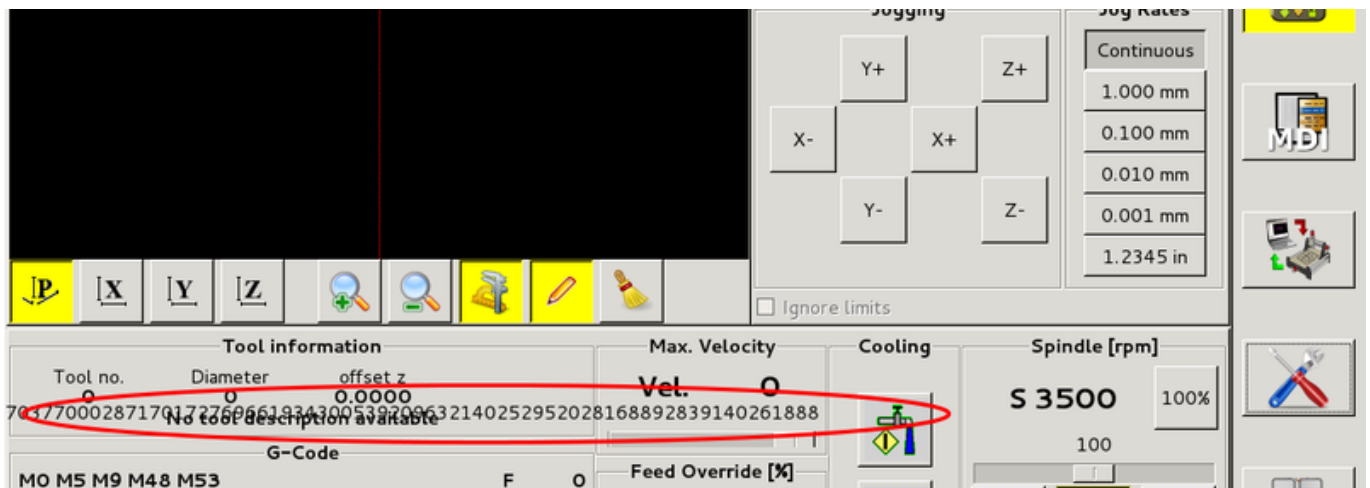 Jogging
Jog Rates
Y+
Z+
Continuous
1.000 mm
X-
X+
0.100 mm
0.010 mm
Y-
Z-
0.001 mm
1.2345 in
MDI
P
X
Y
Z
Ignore limits
Tool information
Max. Velocity
Cooling
Spindle [rpm]
Tool no.
Diameter
offset z
0
0
0.0000
Vel. 0
S 3500
100%
No tool description available
100
G-Code
M0 M5 M9 M48 M53
F 0
Feed Override [%]